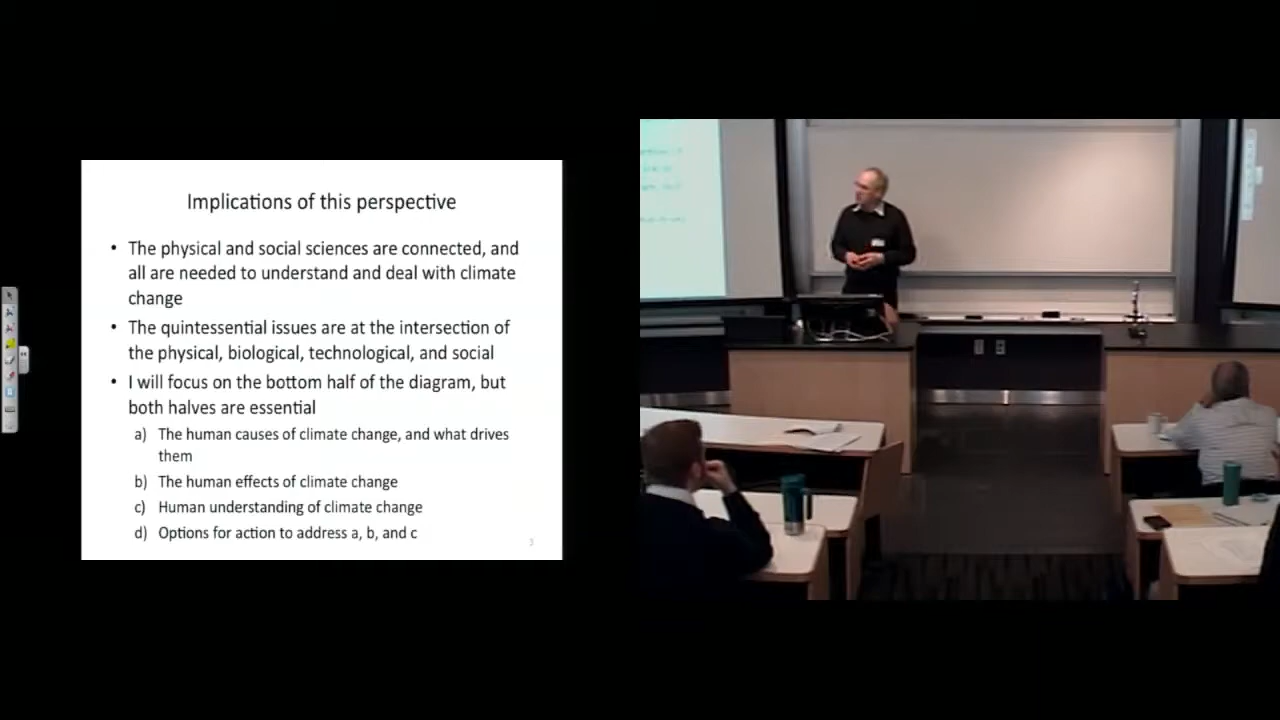 Implications of this perspective
• The physical and social sciences are connected, and
all are needed to understand and deal with climate
change
• The quintessential issues are at the intersection of
the physical, biological, technological, and social
• I will focus on the bottom half of the diagram, but
both halves are essential
a) The human causes of climate change, and what drives
them
b) The human effects of climate change
c) Human understanding of climate change
d) Options for action to address a, b, and c
3